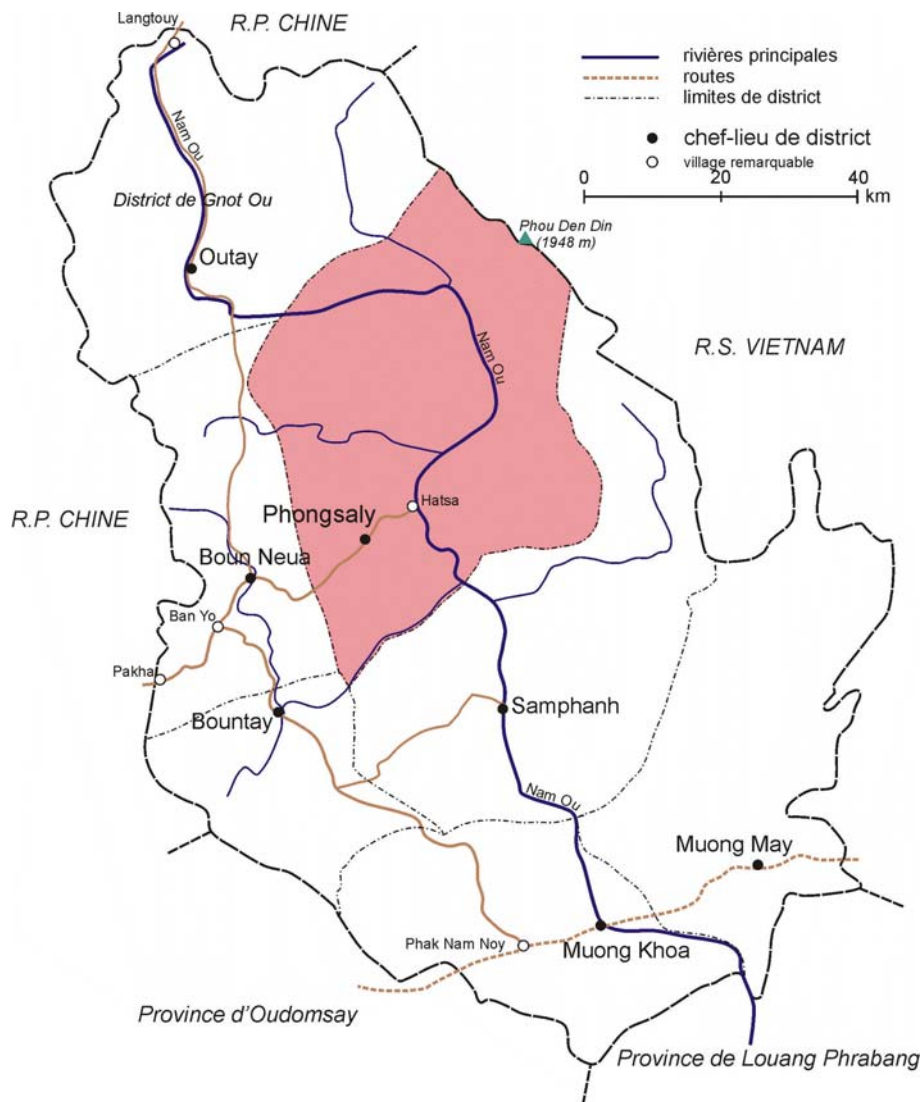 Langtouy
R.P. CHINE
rivières principales
routes
limites de district
chef-lieu de district
village remarquable
0 20 40
km
Nam Ou
District de Gnot Ou
Phou Den Din
(1948 m)
Outay
Nam Ou
R.S. VIETNAM
Hatsa
R.P. CHINE
Phongsaly
Boun Neua
Ban Yo
Pakha
Bountay
Samphanh
Nam Ou
Muong May
Phak Nam Noy
Muong Khoa
Province d'Oudomsay
Province de Louang Phrabang